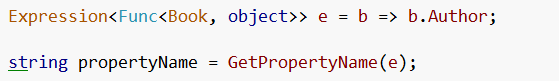 Expression<Func<Book, object>> e = b => b.Author;
string propertyName = GetPropertyName(e);